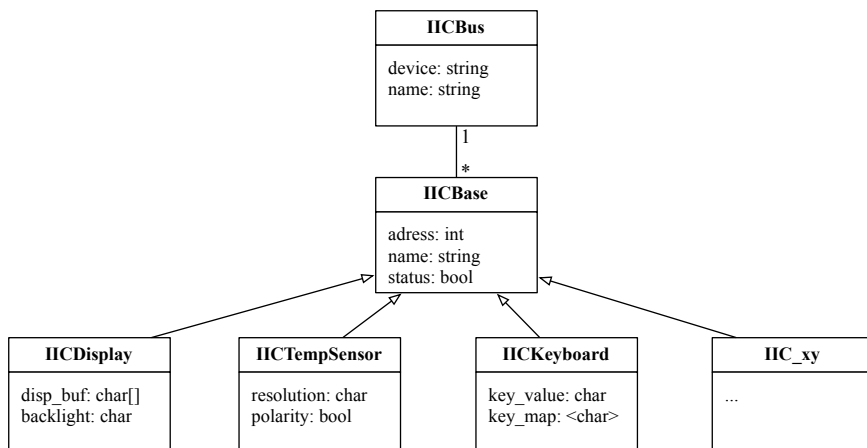 IICBus
device: string
name: string
1
*
IICBase
adress: int
name: string
status: bool
IICDisplay
disp_buf: char[]
backlight: char
IICTempSensor
resolution: char
polarity: bool
IICKeyboard
key_value: char
key_map: <char>
IIC_xy
...